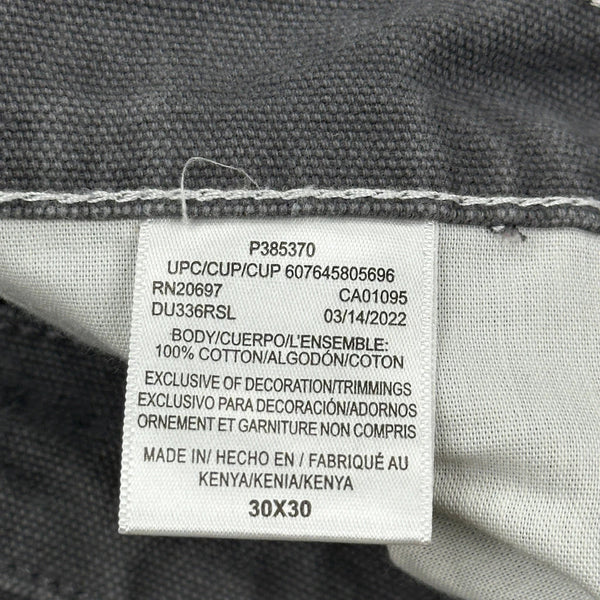 P385370
UPC/CUP/CUP 607645805696
RN20697 CA01095
DU336RSL 03/14/2022
BODY/CUERPO/L'ENSEMBLE:
100% COTTON/ALGODÓN/COTON
EXCLUSIVE OF DECORATION/TRIMMINGS
EXCLUSIVO PARA DECORACIÓN/ADORNOS
ORNEMENT ET GARNITURE NON COMPRIS
MADE IN/ HECHO EN / FABRIQUÉ AU
KENYA/KENIA/KENYA
30X30